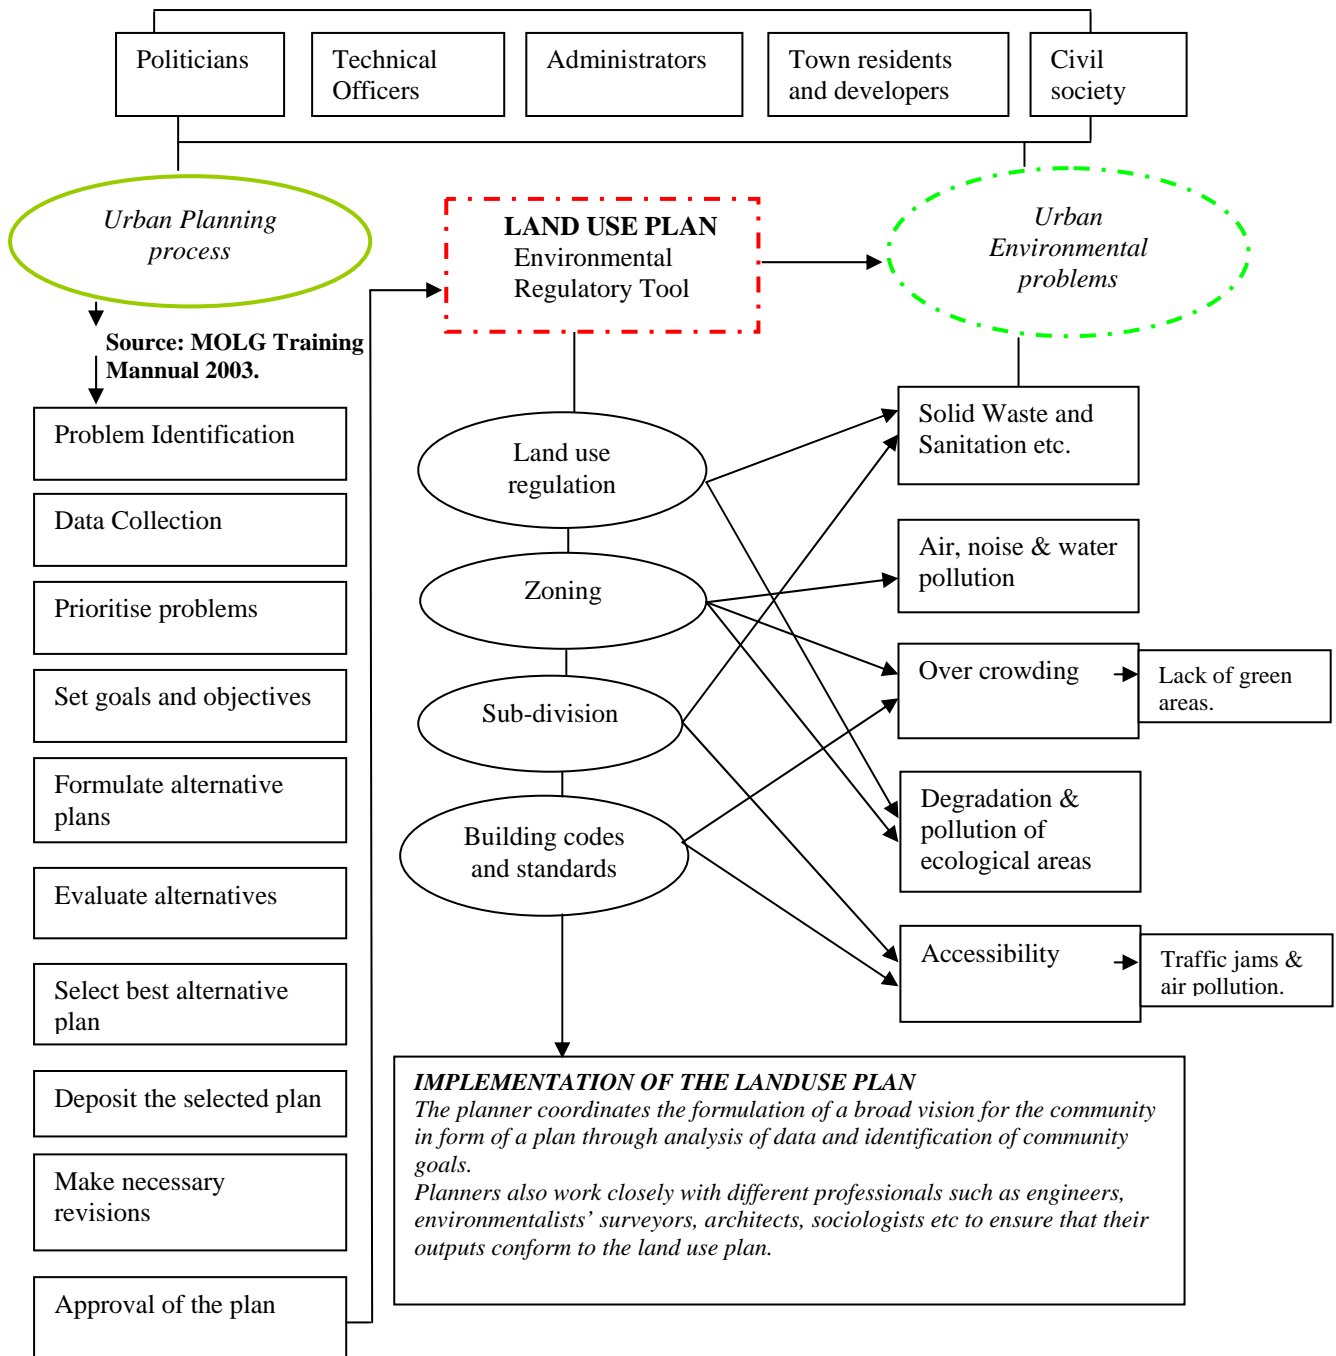 Politicians
Technical
Officers
Administrators
Town residents
and developers
Civil
society
Urban Planning
process
LAND USE PLAN
Environmental
Regulatory Tool
Urban
Environmental
problems
Source: MOLG Training
Mannual 2003.
Problem Identification
Data Collection
Prioritise problems
Set goals and objectives
Formulate alternative
plans
Evaluate alternatives
Select best alternative
plan
Deposit the selected plan
Make necessary
revisions
Approval of the plan
Land use
regulation
Zoning
Sub-division
Building codes
and standards
Solid Waste and
Sanitation etc.
Air, noise & water
pollution
Over crowding
Lack of green
areas.
Degradation &
pollution of
ecological areas
Accessibility
Traffic jams &
air pollution.
IMPLEMENTATION OF THE LANDUSE PLAN
The planner coordinates the formulation of a broad vision for the community
in form of a plan through analysis of data and identification of community
goals.
Planners also work closely with different professionals such as engineers,
environmentalists’ surveyors, architects, sociologists etc to ensure that their
outputs conform to the land use plan.